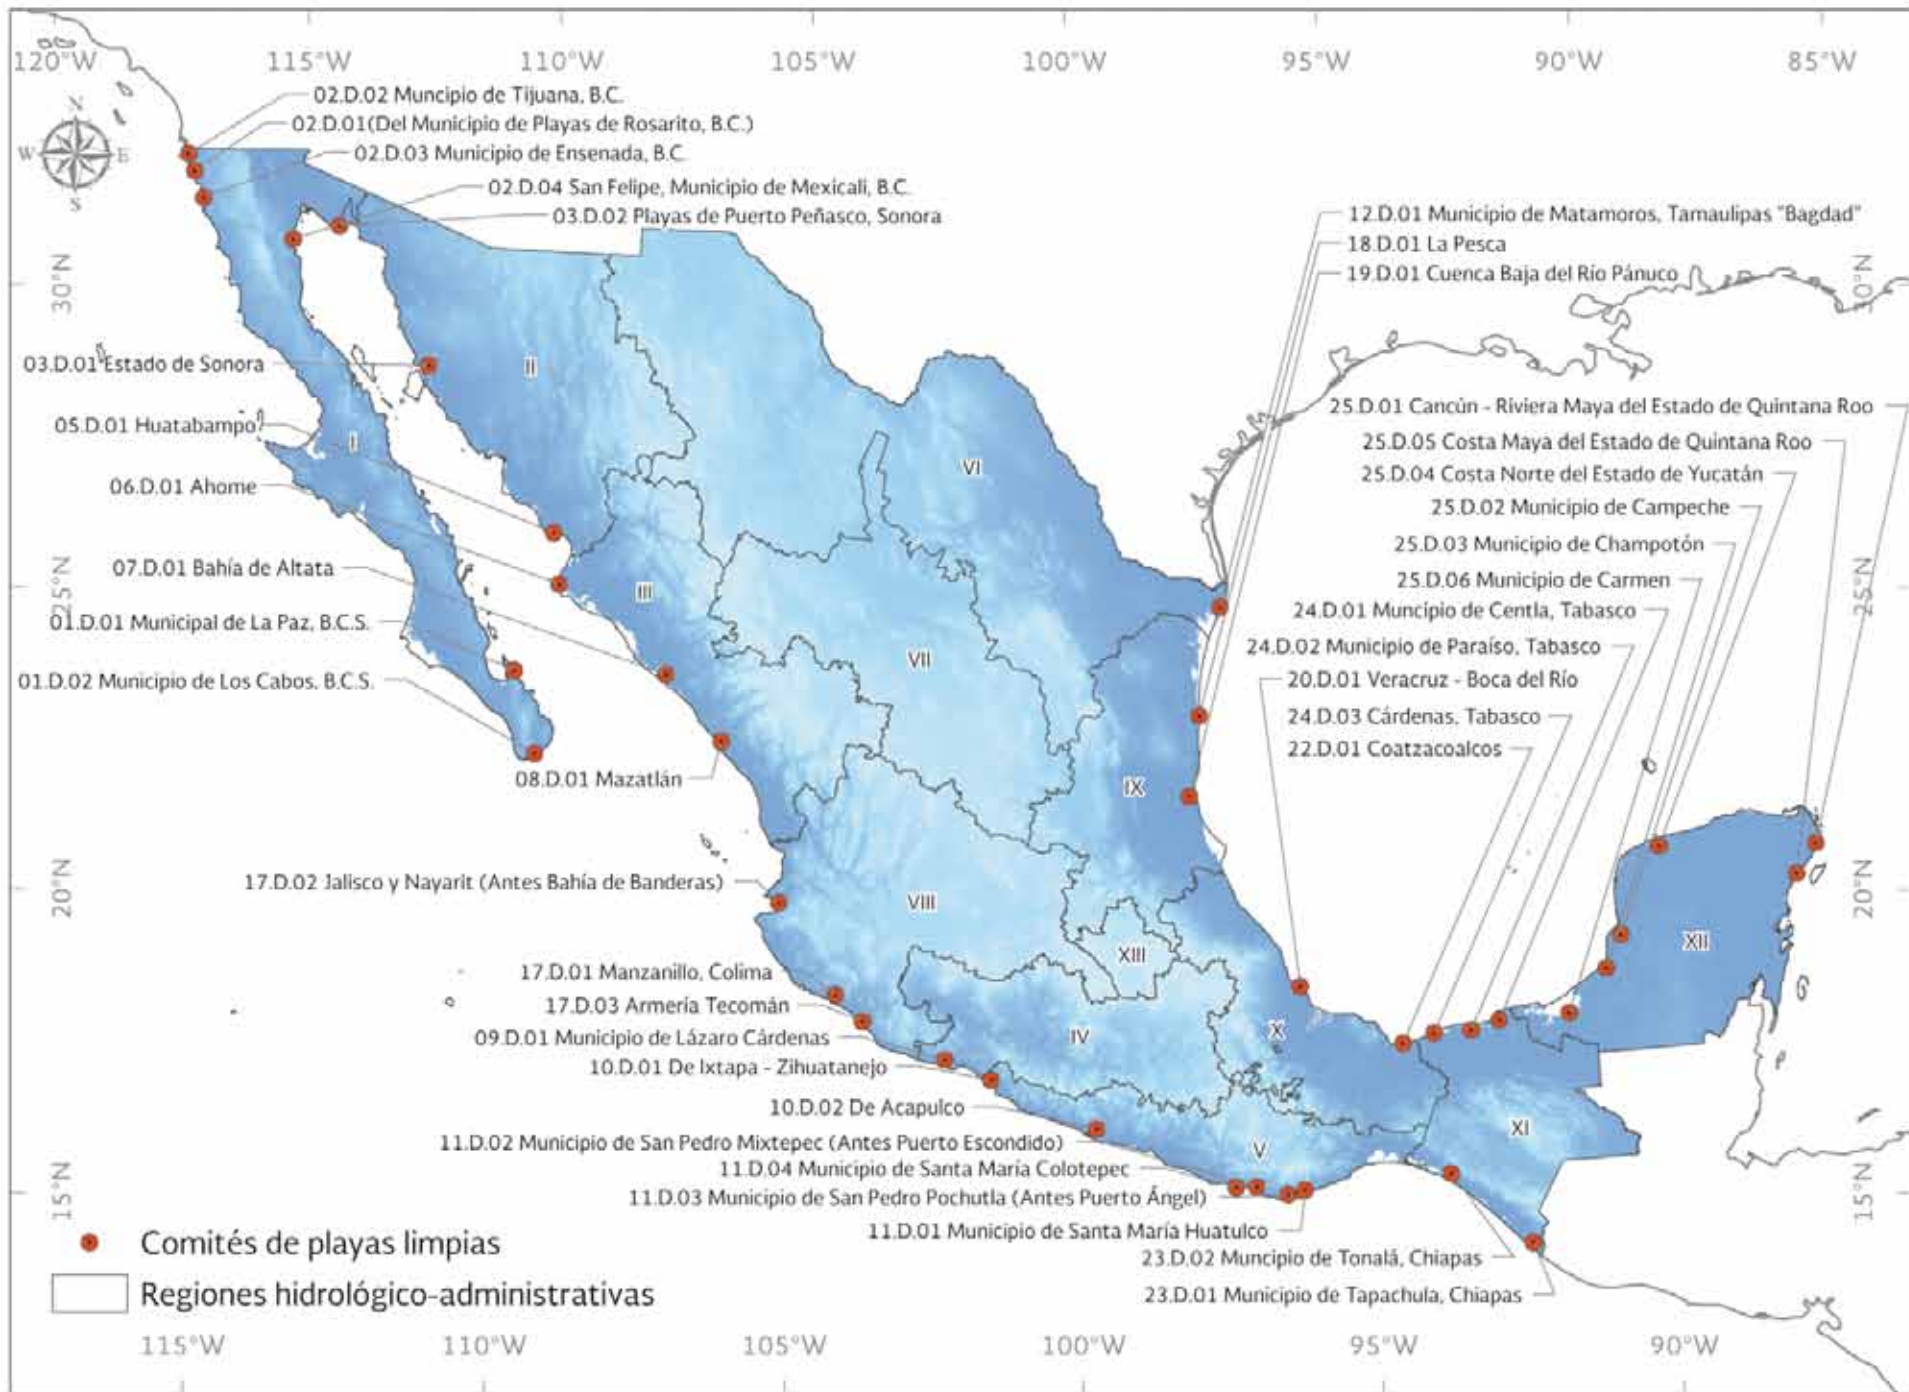 120°W 115°W 110°W 105°W 100°W 95°W 90°W 85°W
02.D.02 Muncipio de Tijuana, B.C.
02.D.01(Del Municipio de Playas de Rosarito, B.C.)
02.D.03 Municipio de Ensenada, B.C.
02.D.04 San Felipe, Municipio de Mexicali, B.C.
03.D.02 Playas de Puerto Peñasco, Sonora
N
W E
S
12.D.01 Municipio de Matamoros, Tamaulipas "Bagdad"
18.D.01 La Pesca
19.D.01 Cuenca Baja del Río Pánuco
30°N
30°N
03.D.01 Estado de Sonora
05.D.01 Huatabampo
06.D.01 Ahome
07.D.01 Bahía de Altata
01.D.01 Municipal de La Paz, B.C.S.
01.D.02 Municipio de Los Cabos, B.C.S.
08.D.01 Mazatlán
25.D.01 Cancún - Riviera Maya del Estado de Quintana Roo
25.D.05 Costa Maya del Estado de Quintana Roo
25.D.04 Costa Norte del Estado de Yucatán
25.D.02 Municipio de Campeche
25.D.03 Municipio de Champotón
25.D.06 Municipio de Carmen
24.D.01 Muncipio de Centla, Tabasco
24.D.02 Municipio de Paraíso, Tabasco
20.D.01 Veracruz - Boca del Río
24.D.03 Cárdenas, Tabasco
22.D.01 Coatzacoalcos
25°N
25°N
I
II
III
VI
VII
IX
VIII
XIII
IV
X
V
XI
XII
20°N
20°N
17.D.02 Jalisco y Nayarit (Antes Bahía de Banderas)
17.D.01 Manzanillo, Colima
17.D.03 Armería Tecomán
09.D.01 Municipio de Lázaro Cárdenas
10.D.01 De Ixtapa - Zihuatanejo
10.D.02 De Acapulco
11.D.02 Municipio de San Pedro Mixtepec (Antes Puerto Escondido)
11.D.04 Municipio de Santa María Colotepec
11.D.03 Municipio de San Pedro Pochutla (Antes Puerto Ángel)
11.D.01 Municipio de Santa María Huatulco
23.D.02 Muncipio de Tonalá, Chiapas
23.D.01 Municipio de Tapachula, Chiapas
15°N
15°N
Comités de playas limpias
Regiones hidrológico-administrativas
115°W 110°W 105°W 100°W 95°W 90°W